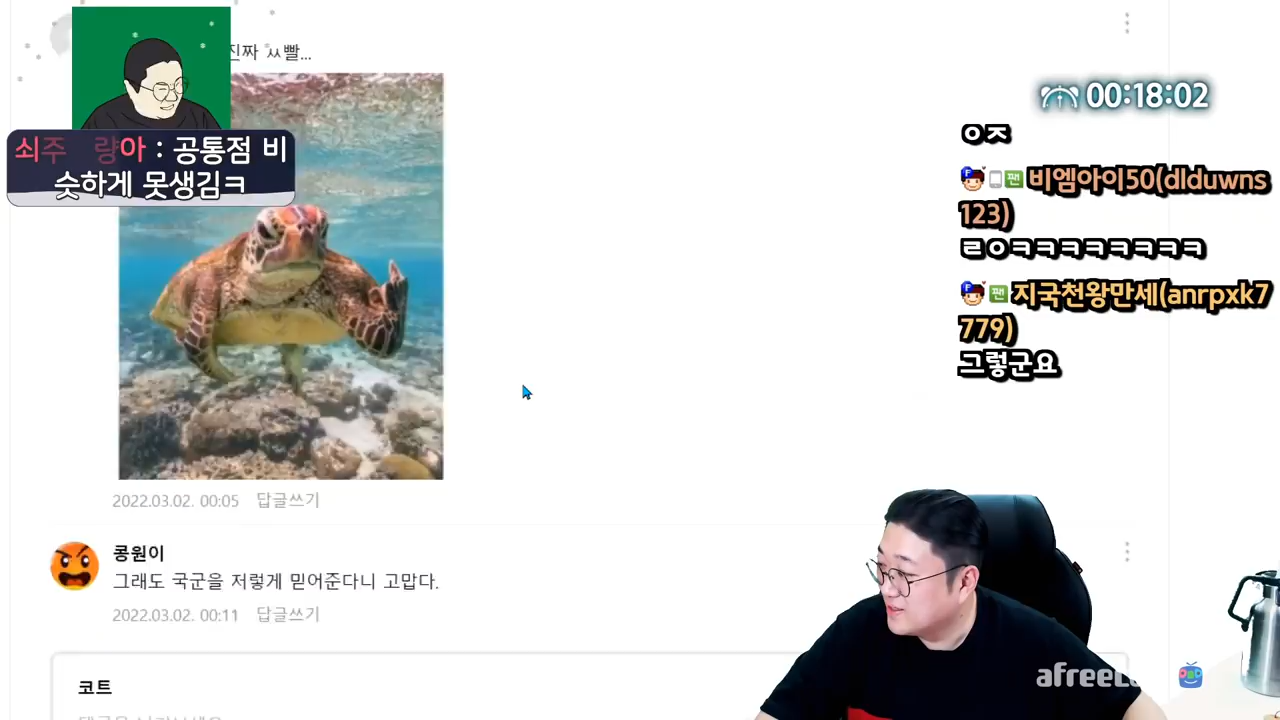 진짜 ㅆ빨...
쇠주 량아 : 공통점 비
슷하게 못생김ㅋ
00:18:02
ㅇㅈ
비엠아이50(dlduwns
123)
ㄹㅇㅋㅋㅋㅋㅋㅋㅋㅋ
지국천왕만세(anrpxk7
779)
그렇군요
2022.03.02. 00:05 답글쓰기
콩원이
그래도 국군을 저렇게 믿어준다니 고맙다.
2022.03.02. 00:11 답글쓰기
코트